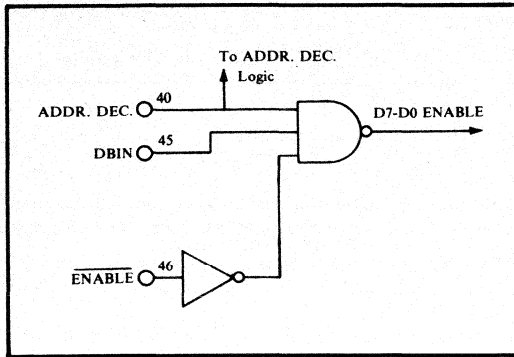 To ADDR. DEC.
Logic
ADDR. DEC. 40
D7-D0 ENABLE
DBIN 45
ENABLE 46